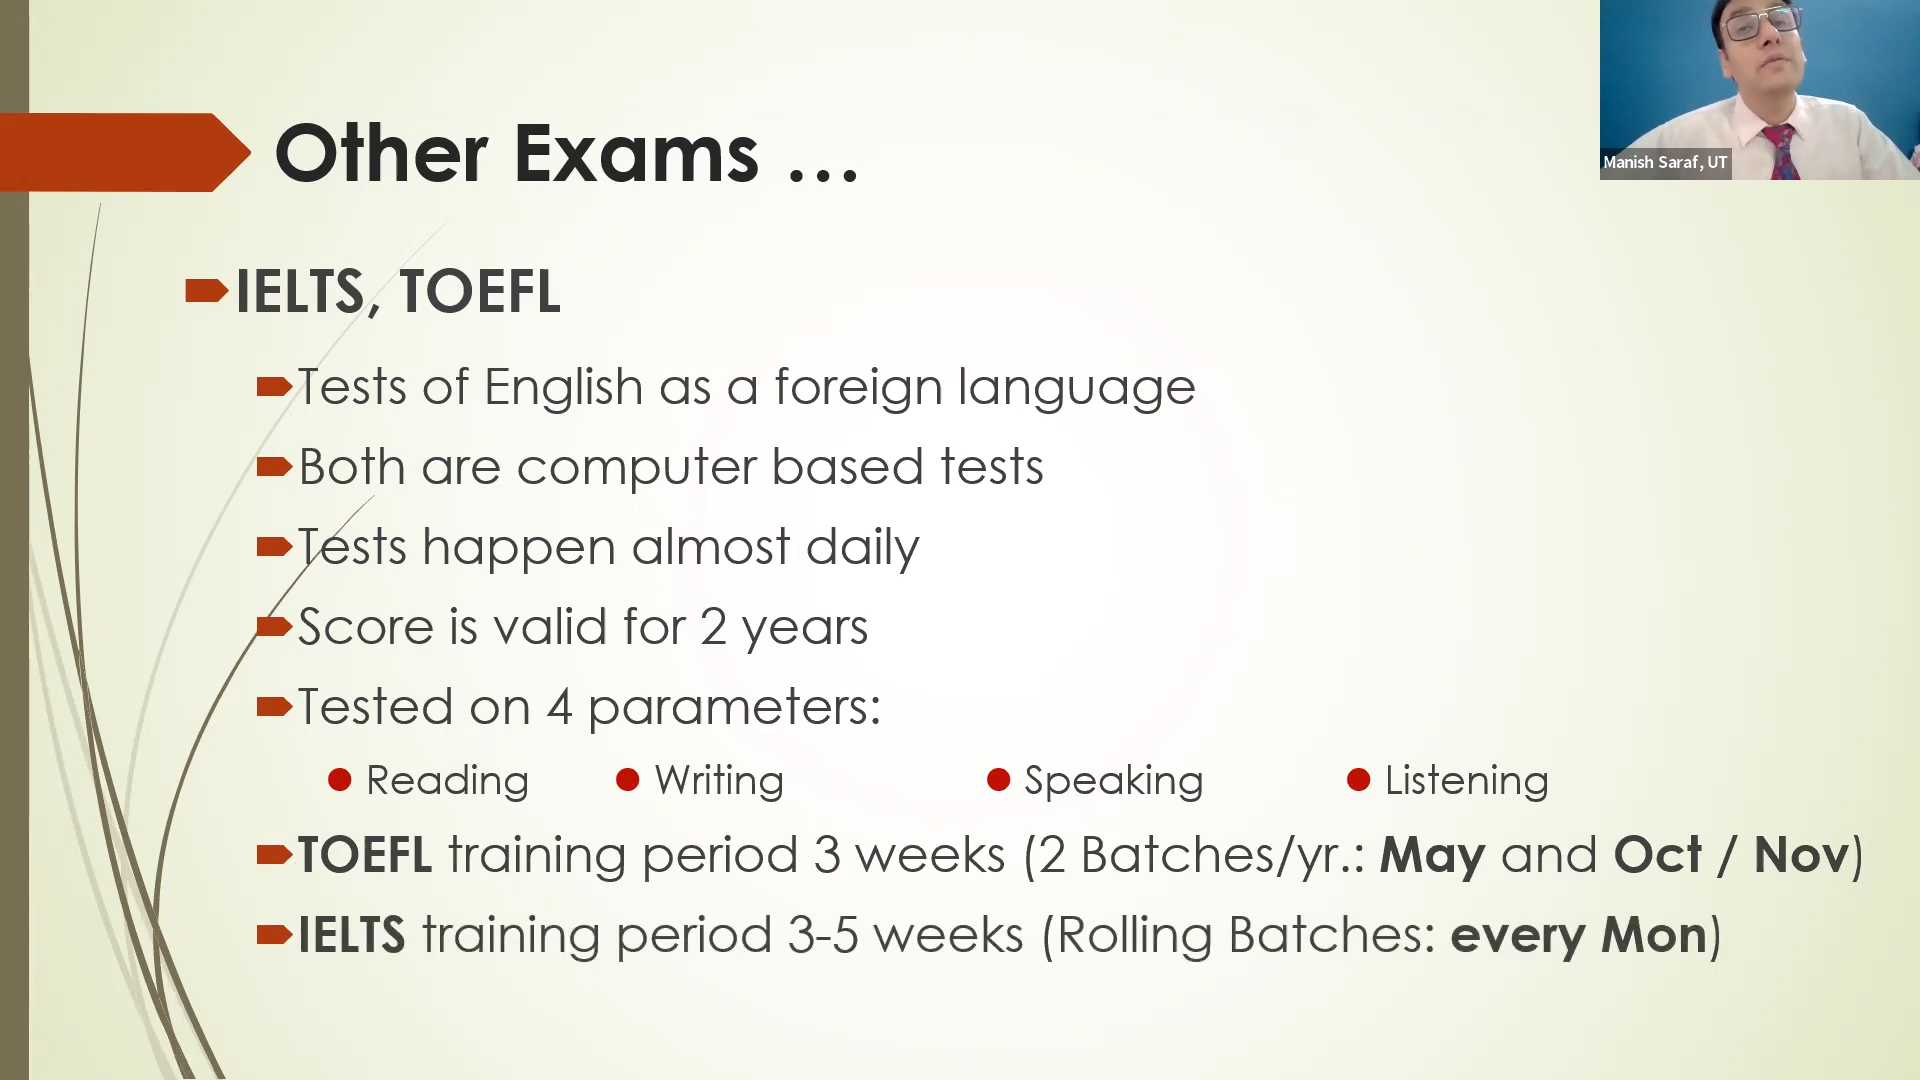 Other Exams ...
Manish Saraf, UT
IELTS, TOEFL
Tests of English as a foreign language
Both are computer based tests
Tests happen almost daily
Score is valid for 2 years
Tested on 4 parameters:
Reading Writing Speaking Listening
TOEFL training period 3 weeks (2 Batches/yr.: May and Oct / Nov)
IELTS training period 3-5 weeks (Rolling Batches: every Mon)